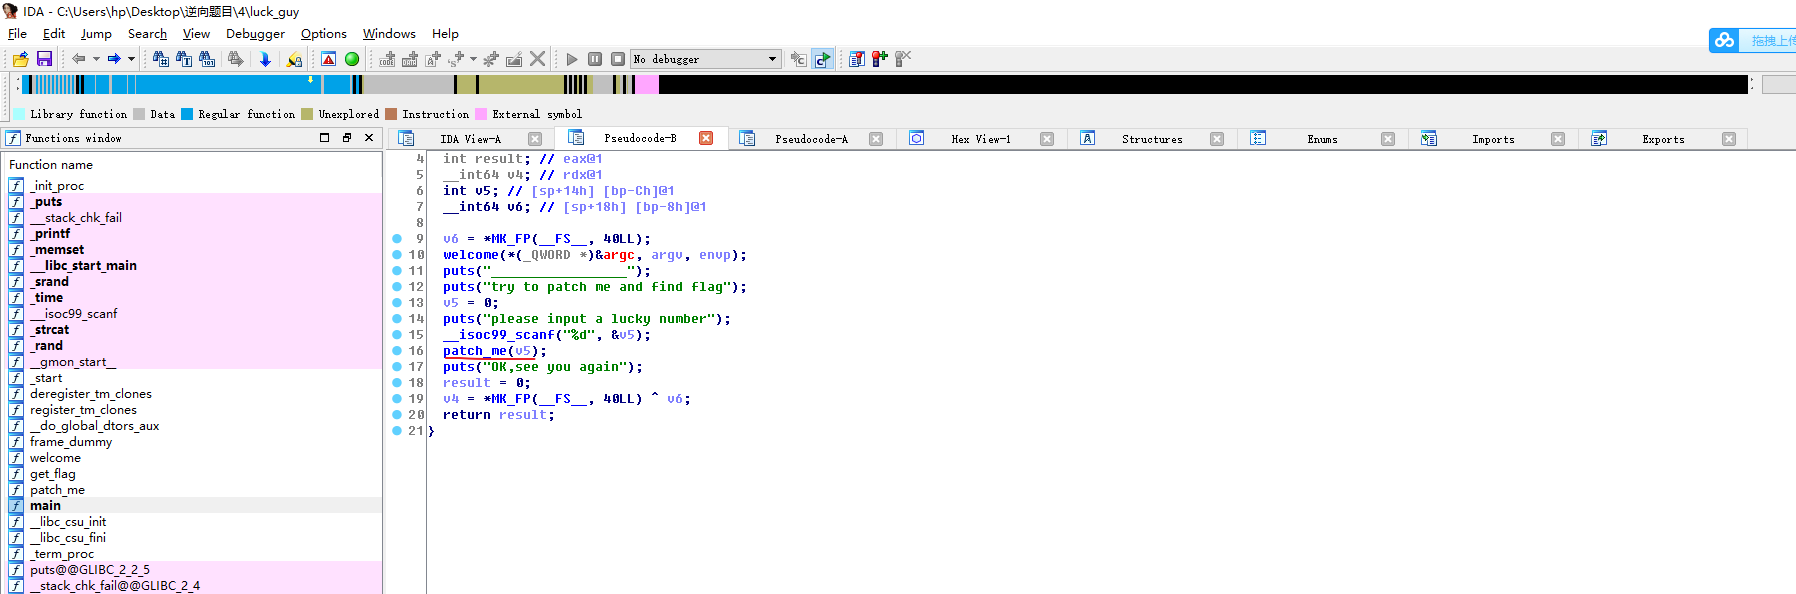 IDA - C:\Users\hp\Desktop\逆向题目\4\luck_guy
File Edit Jump Search View Debugger Options Windows Help
拖拽上传
No debugger
Library function Data Regular function Unexplored Instruction External symbol
Functions window
IDA View-A Pseudocode-B Pseudocode-A Hex View-1 Structures Enums Imports Exports
Function name
_init_proc
_puts
___stack_chk_fail
_printf
_memset
__libc_start_main
_srand
_time
___isoc99_scanf
_strcat
_rand
__gmon_start__
_start
deregister_tm_clones
register_tm_clones
__do_global_dtors_aux
frame_dummy
welcome
get_flag
patch_me
main
__libc_csu_init
__libc_csu_fini
_term_proc
puts@@GLIBC_2_2_5
__stack_chk_fail@@GLIBC_2_4
4 int result; // eax@1
5 __int64 v4; // rdx@1
6 int v5; // [sp+14h] [bp-Ch]@1
7 __int64 v6; // [sp+18h] [bp-8h]@1
8
9 v6 = *MK_FP(__FS__, 40LL);
10 welcome(*(_QWORD *)&argc, argv, envp);
11 puts("_________________");
12 puts("try to patch me and find flag");
13 v5 = 0;
14 puts("please input a lucky number");
15 __isoc99_scanf("%d", &v5);
16 patch_me(v5);
17 puts("OK,see you again");
18 result = 0;
19 v4 = *MK_FP(__FS__, 40LL) ^ v6;
20 return result;
21 }